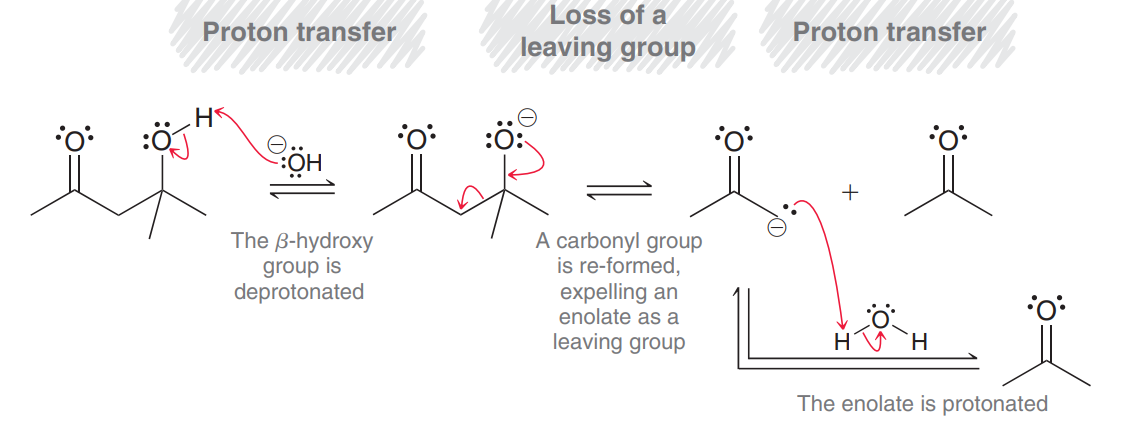 Proton transfer
Loss of a
leaving group
Proton transfer
:O:
:O
H
⊖
:OH
:O:
:O:
⊖
:O:
⊖
:
+
:O:
The β-hydroxy
group is
deprotonated
A carbonyl group
is re-formed,
expelling an
enolate as a
leaving group
H
O
H
:O:
The enolate is protonated